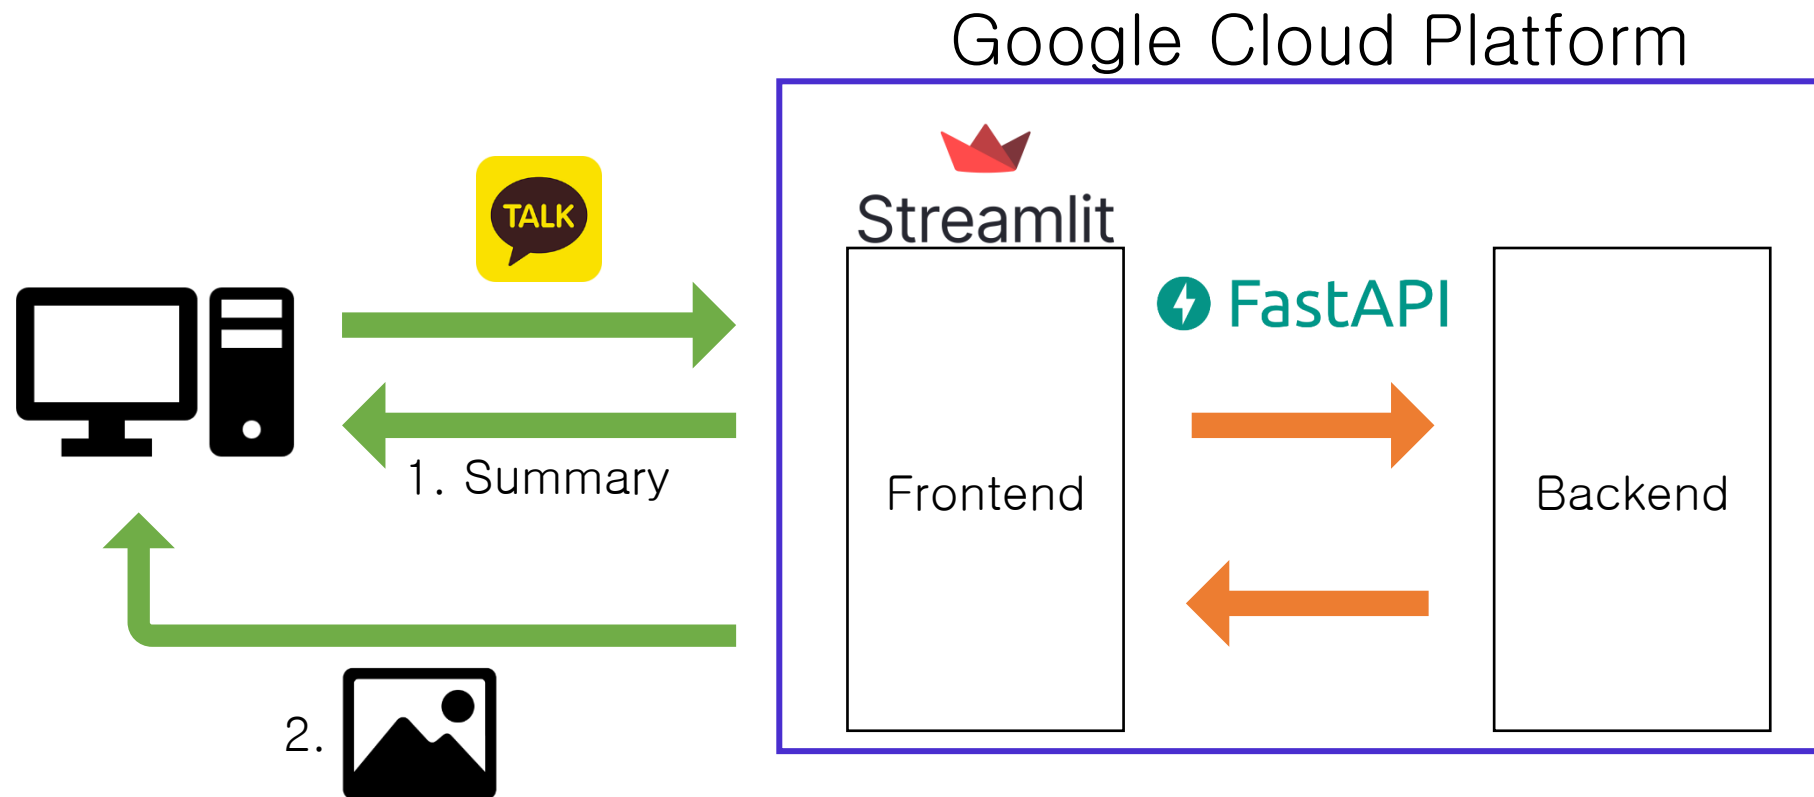 Google Cloud Platform
TALK
Streamlit
FastAPI
1. Summary
Frontend
Backend
2.